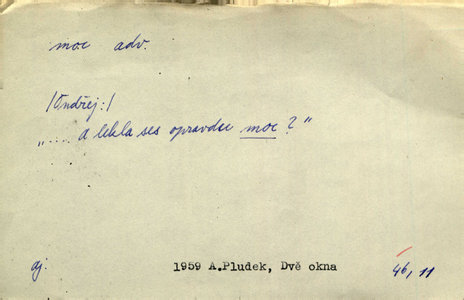 moc adv.
/Ondřej:/
„.... a lekla ses opravdu moc?"
aj.
1959 A.Pludek, Dvě okna
46, 11